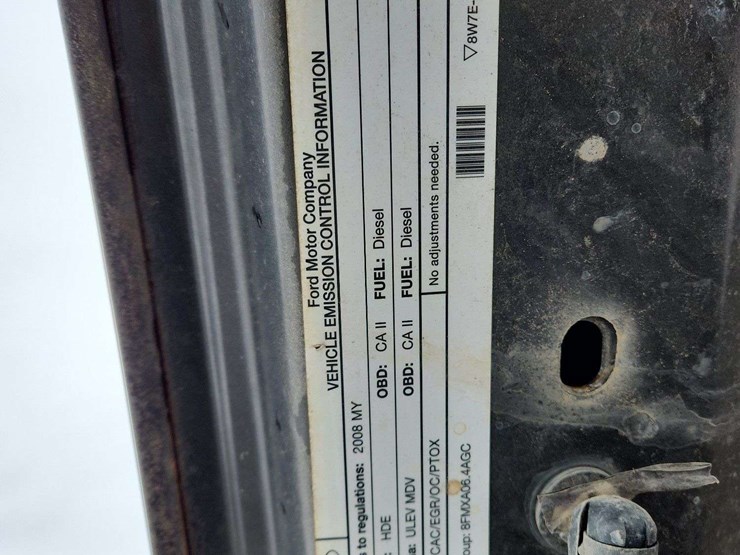 Ford Motor Company
VEHICLE EMISSION CONTROL INFORMATION
to regulations: 2008 MY
HDE OBD: CA II FUEL: Diesel
ULEV MDV OBD: CA II FUEL: Diesel
CAC/EGR/OC/PTOX No adjustments needed.
oup: 8FMXA06.4AGC ▽8W7E-